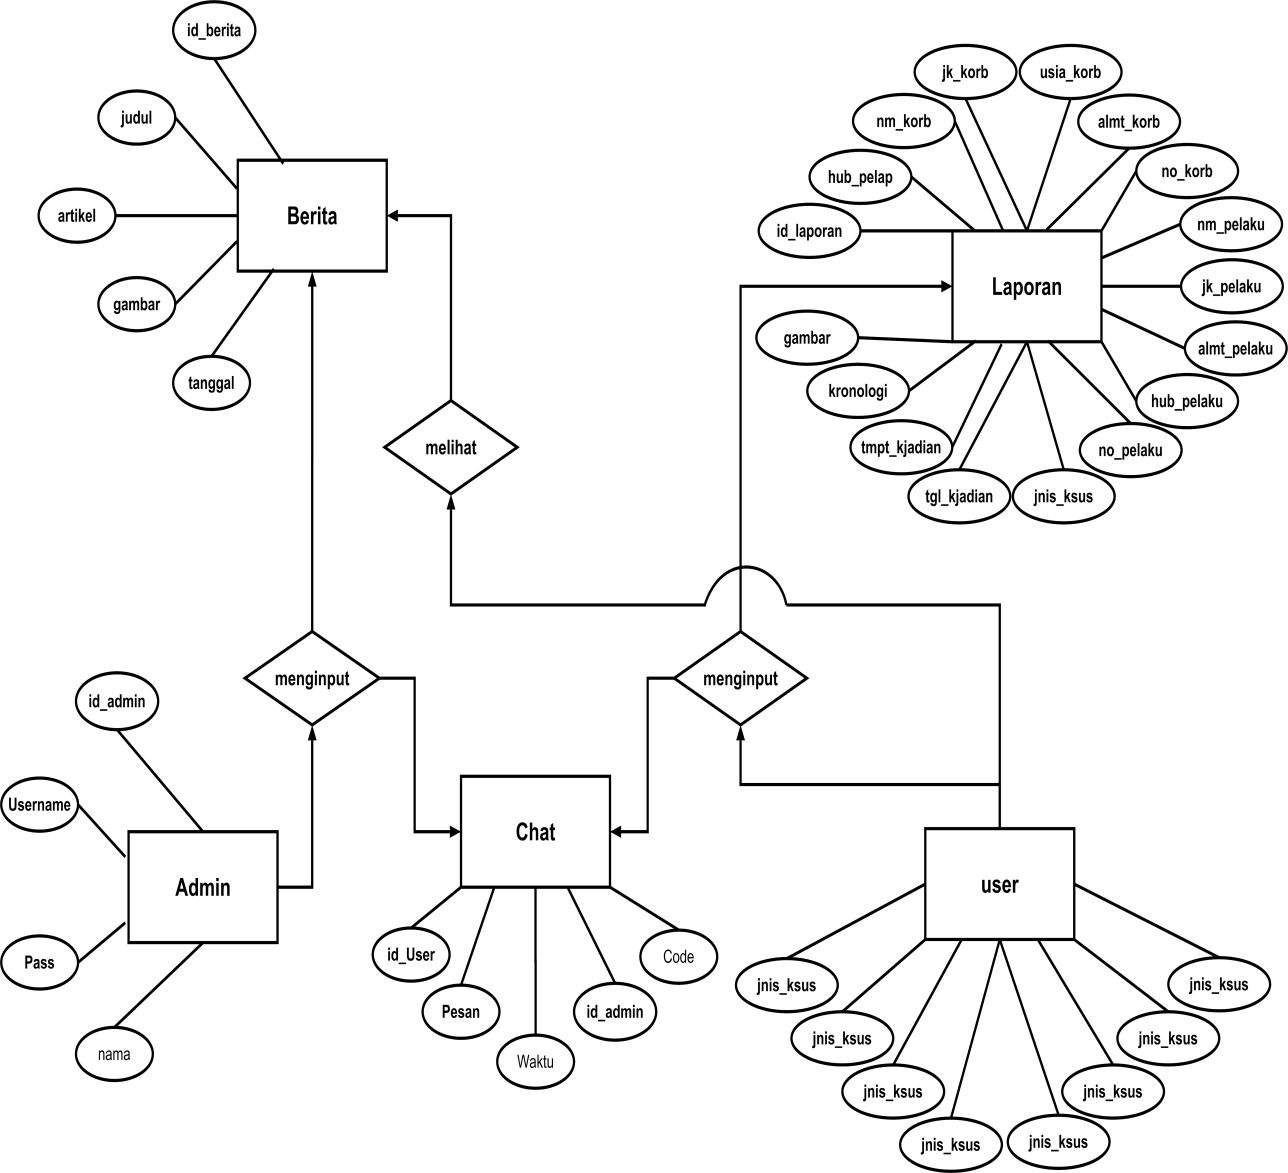 id_berita
judul
artikel
gambar
tanggal
Berita
melihat
jk_korb
usia_korb
nm_korb
almt_korb
hub_pelap
no_korb
id_laporan
nm_pelaku
Laporan
jk_pelaku
gambar
almt_pelaku
kronologi
hub_pelaku
tmpt_kjadian
no_pelaku
tgl_kjadian
jnis_ksus
menginput
menginput
id_admin
Username
Admin
Pass
nama
Chat
id_User
Pesan
Waktu
id_admin
Code
user
jnis_ksus
jnis_ksus
jnis_ksus
jnis_ksus
jnis_ksus
jnis_ksus
jnis_ksus
jnis_ksus